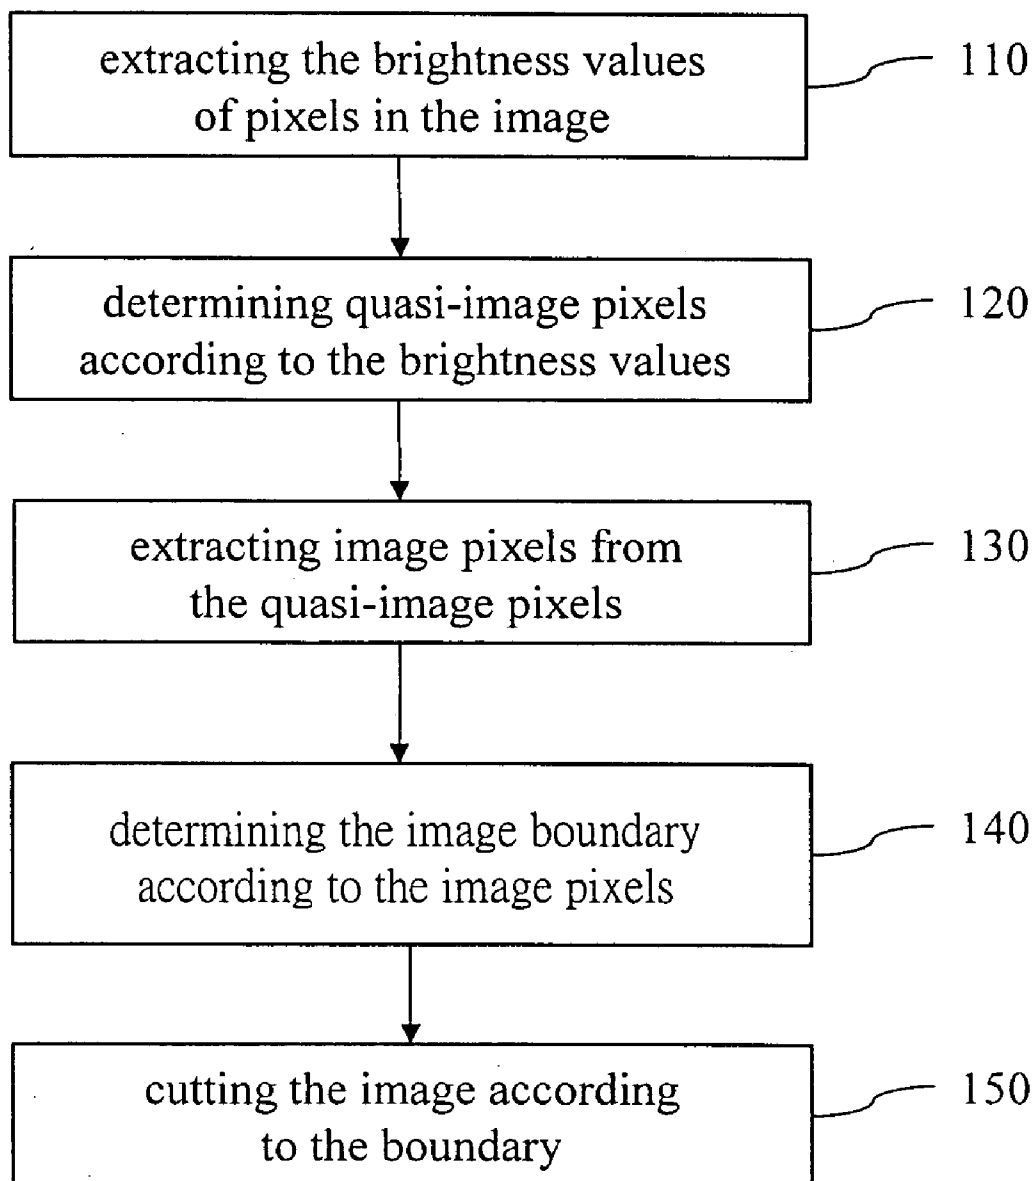 extracting the brightness values
of pixels in the image
110
determining quasi-image pixels
according to the brightness values
120
extracting image pixels from
the quasi-image pixels
130
determining the image boundary
according to the image pixels
140
cutting the image according
to the boundary
150